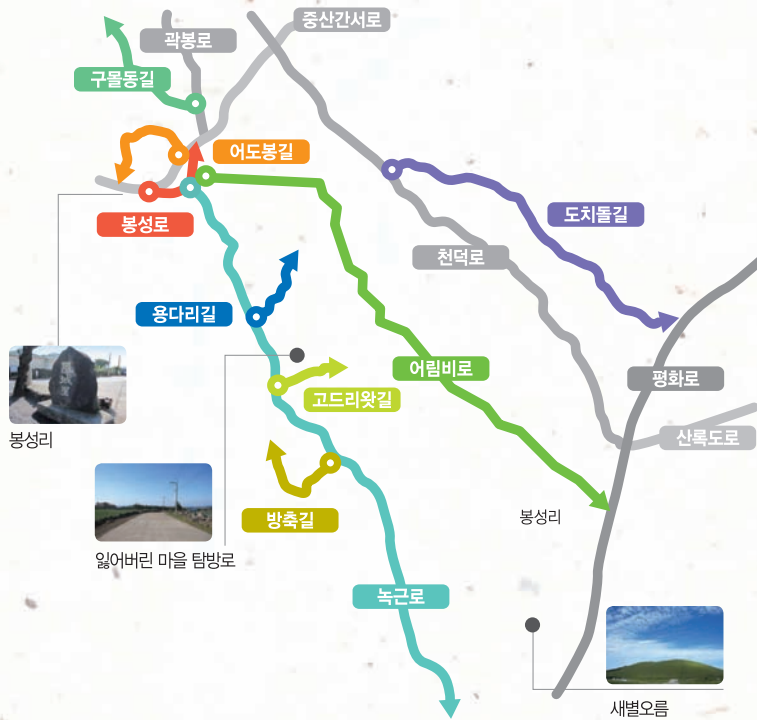 중산간서로
곽봉로
구몰동길
어도봉길
도치돌길
봉성로
천덕로
용다리길
어림비로
평화로
고드리왓길
산록도로
봉성리
방축길
봉성리
잃어버린 마을 탐방로
녹근로
새별오름